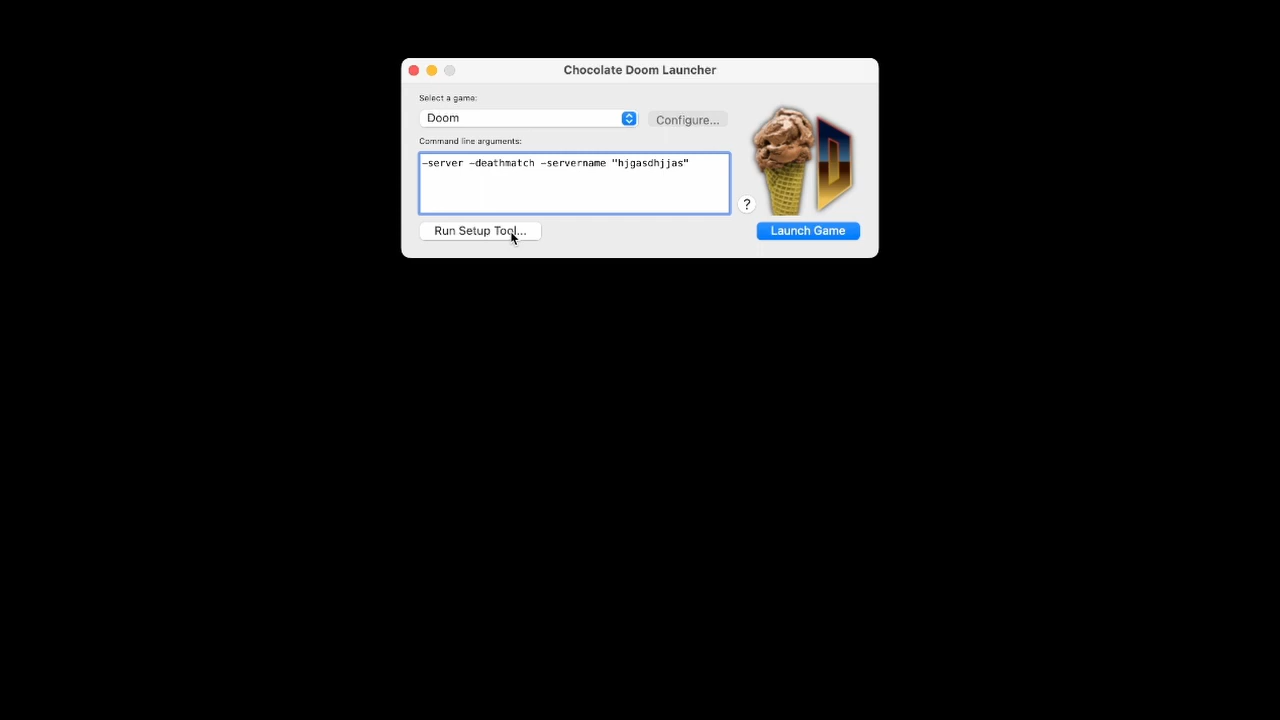 Chocolate Doom Launcher
Select a game:
Doom
Configure...
Command line arguments:
-server -deathmatch -servername "hjgasdhjjas"
?
Run Setup Tool...
Launch Game